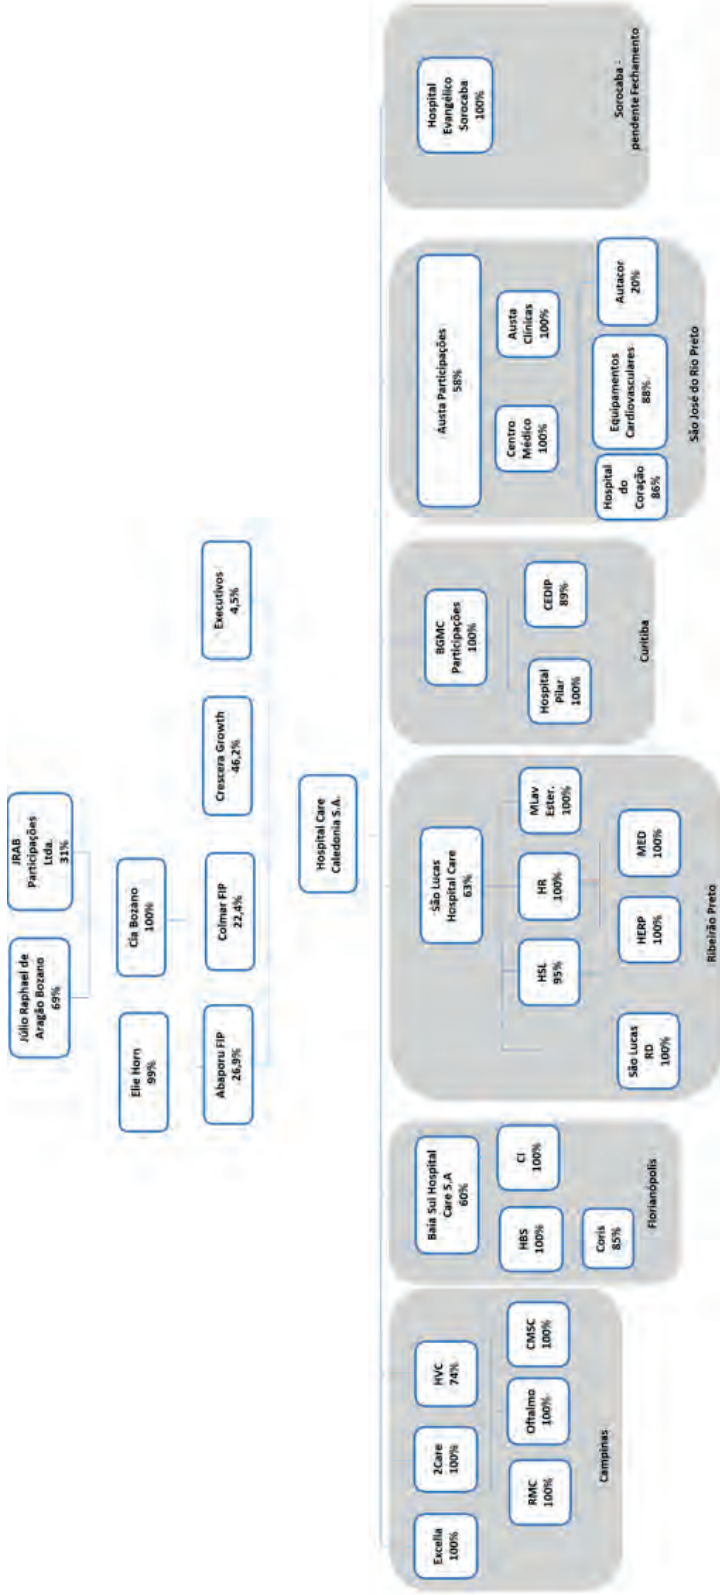 Júlio Raphael de
Aragão Bozano
69%
JRAB
Participações
Ltda.
31%
Elie Horn
99%
Cia Bozano
100%
Abaporu FIP
26,9%
Colmar FIP
22,4%
Crescera Growth
46,2%
Executivos
4,5%
Hospital Care
Caledonia S.A.
Excella
100%
2Care
100%
HVC
74%
RMC
100%
Oftalmo
100%
CMSC
100%
Campinas
Baia Sul Hospital
Care S.A
60%
HBS
100%
CI
100%
Coris
85%
Florianópolis
São Lucas
Hospital Care
63%
HSL
95%
HR
100%
MLav
Ester.
100%
São Lucas
RD
100%
HERP
100%
MED
100%
Ribeirão Preto
BGMC
Participações
100%
Hospital
Pilar
100%
CEDIP
89%
Curitiba
Austa Participações
58%
Centro
Médico
100%
Austa
Clínicas
100%
Hospital
do
Coração
86%
Equipamentos
Cardiovasculares
88%
Autacor
20%
São José do Rio Preto
Hospital
Evangélico
Sorocaba
100%
Sorocaba -
pendente Fechamento